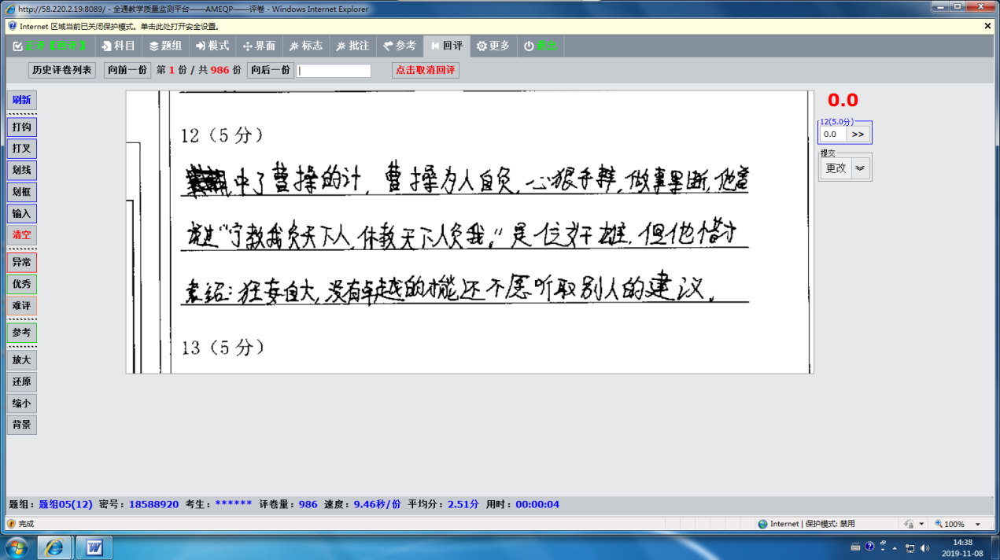 http://58.220.2.19:8089/ - 全通教学质量监测平台——AMEQP——评卷 - Windows Internet Explorer
Internet 区域当前已关闭保护模式。单击此处打开安全设置。
科目 题组 模式 界面 标志 批注 参考 回评 更多
历史评卷列表 向前一份 第 1 份 / 共 986 份 向后一份 点击取消回评
刷新
打钩
打叉
划线
划框
输入
清空
异常
优秀
难评
参考
放大
还原
缩小
背景
12（5 分）
中了曹操的计，曹操为人自负，心狠手辣，做事果断，他曾
说过“宁教我负天下人，休教天下人负我。”是一位奸雄，但他惜才
袁绍：狂妄自大，没有卓越的才能还不愿听取别人的建议。
13（5 分）
0.0
12(5.0分)
0.0 >>
提交
更改
题组：题组05(12) 密号：18588920 考生：****** 评卷量：986 速度：9.46秒/份 平均分：2.51分 用时：00:00:04
完成 Internet | 保护模式: 禁用 100%
14:38
2019-11-08